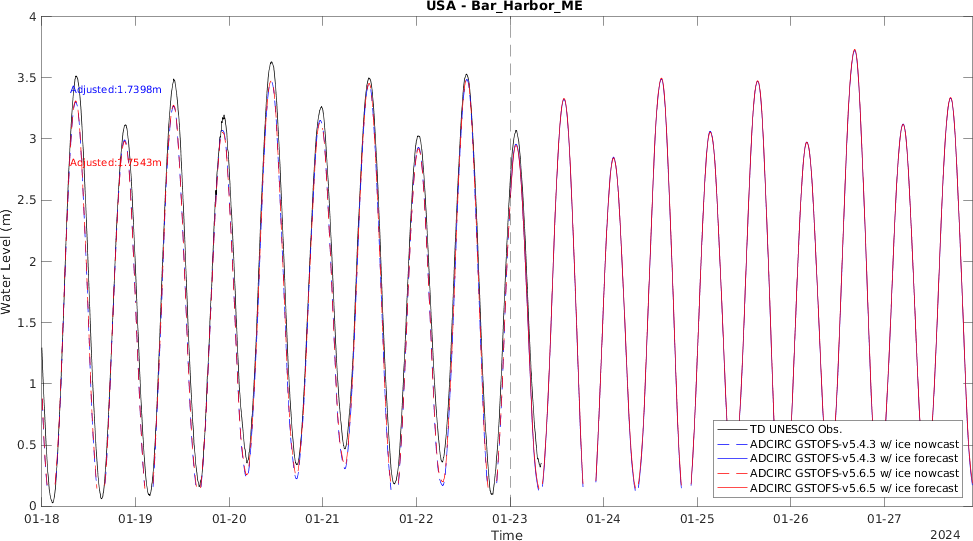 USA - Bar_Harbor_ME
4
3.5
3
2.5
2
1.5
1
0.5
0
Water Level (m)
Adjusted:1.7398m
Adjusted:1.7543m
TD UNESCO Obs.
ADCIRC GSTOFS-v5.4.3 w/ ice nowcast
ADCIRC GSTOFS-v5.4.3 w/ ice forecast
ADCIRC GSTOFS-v5.6.5 w/ ice nowcast
ADCIRC GSTOFS-v5.6.5 w/ ice forecast
01-18 01-19 01-20 01-21 01-22 01-23 01-24 01-25 01-26 01-27
Time
2024